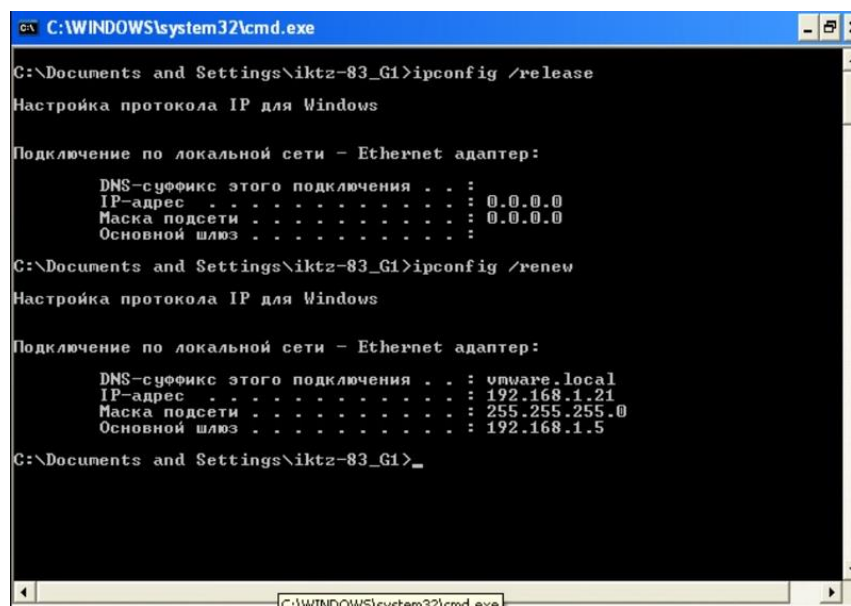 C:\WINDOWS\system32\cmd.exe
C:\Documents and Settings\iktz-83_G1>ipconfig /release
Настройка протокола IP для Windows
Подключение по локальной сети - Ethernet адаптер:
DNS-суффикс этого подключения . . :
IP-адрес . . . . . . . . . . . . : 0.0.0.0
Маска подсети . . . . . . . . . . : 0.0.0.0
Основной шлюз . . . . . . . . . . :
C:\Documents and Settings\iktz-83_G1>ipconfig /renew
Настройка протокола IP для Windows
Подключение по локальной сети - Ethernet адаптер:
DNS-суффикс этого подключения . . : vmware.local
IP-адрес . . . . . . . . . . . . : 192.168.1.21
Маска подсети . . . . . . . . . . : 255.255.255.0
Основной шлюз . . . . . . . . . . : 192.168.1.5
C:\Documents and Settings\iktz-83_G1>_
C:\WINDOWS\system32\cmd.exe